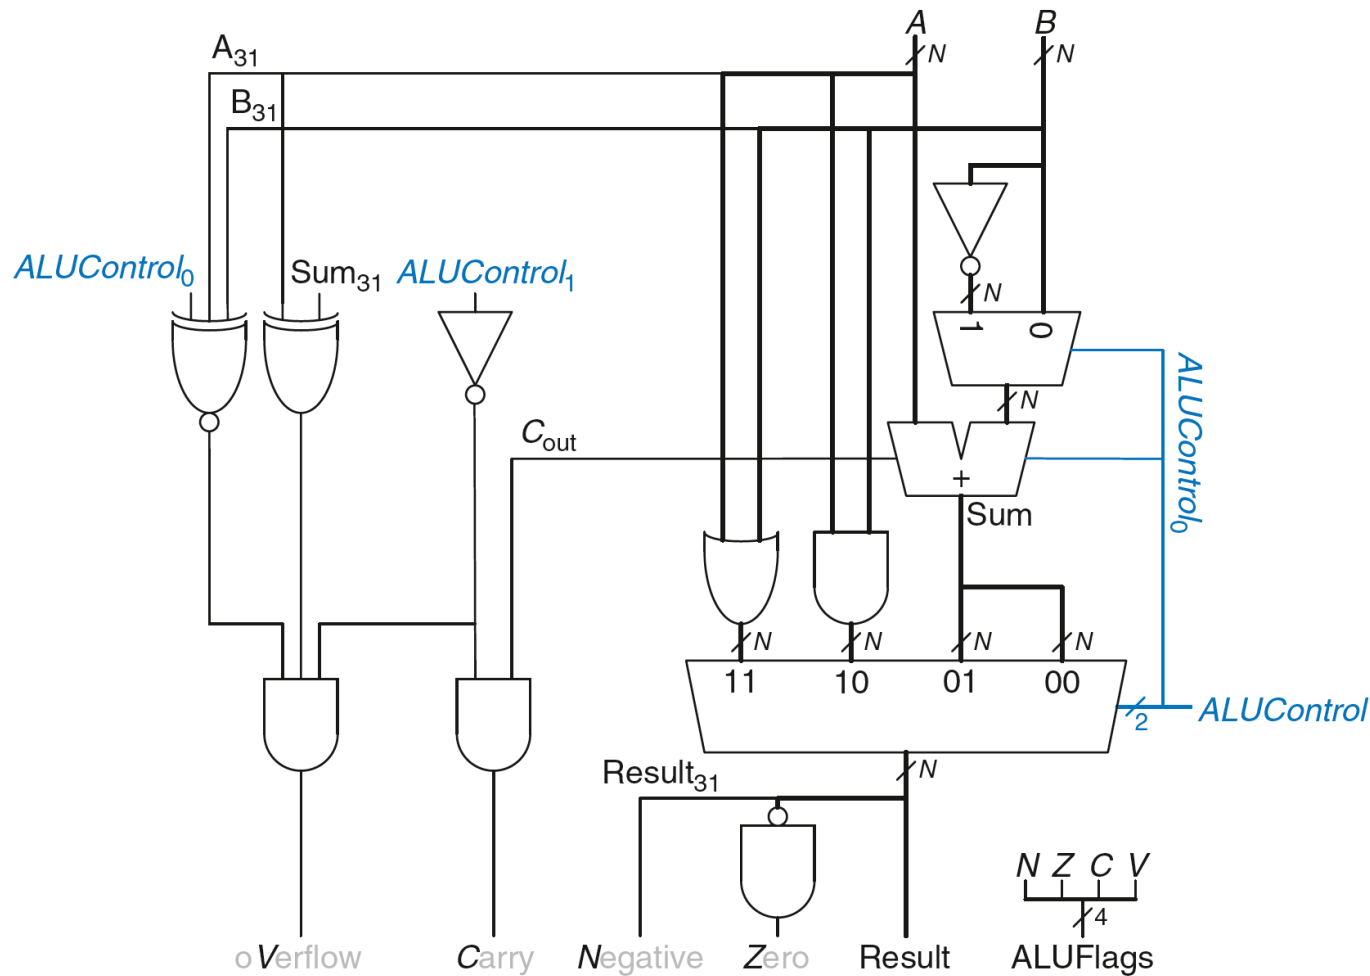 A
B
A31
N
N
B31
ALUControl0
Sum31
ALUControl1
N
1
0
ALUControl0
N
Cout
+
Sum
N
N
N
N
11
10
01
00
ALUControl
2
Result31
N
N Z C V
4
oVerflow
Carry
Negative
Zero
Result
ALUFlags